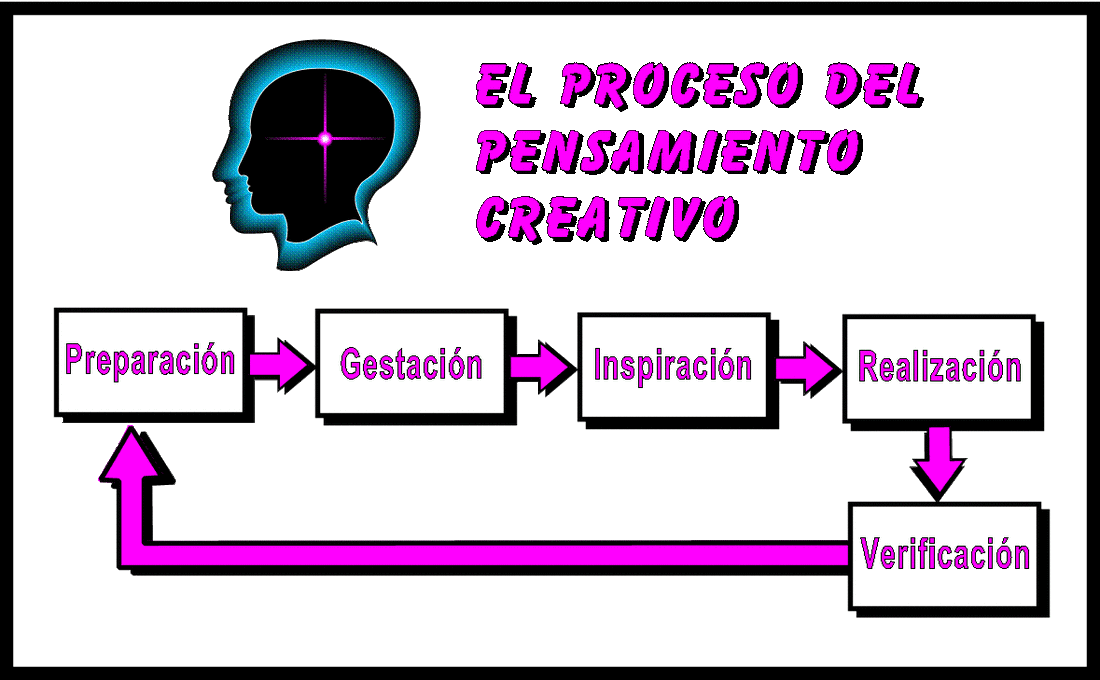 EL PROCESO DEL
PENSAMIENTO
CREATIVO
Preparación
Gestación
Inspiración
Realización
Verificación